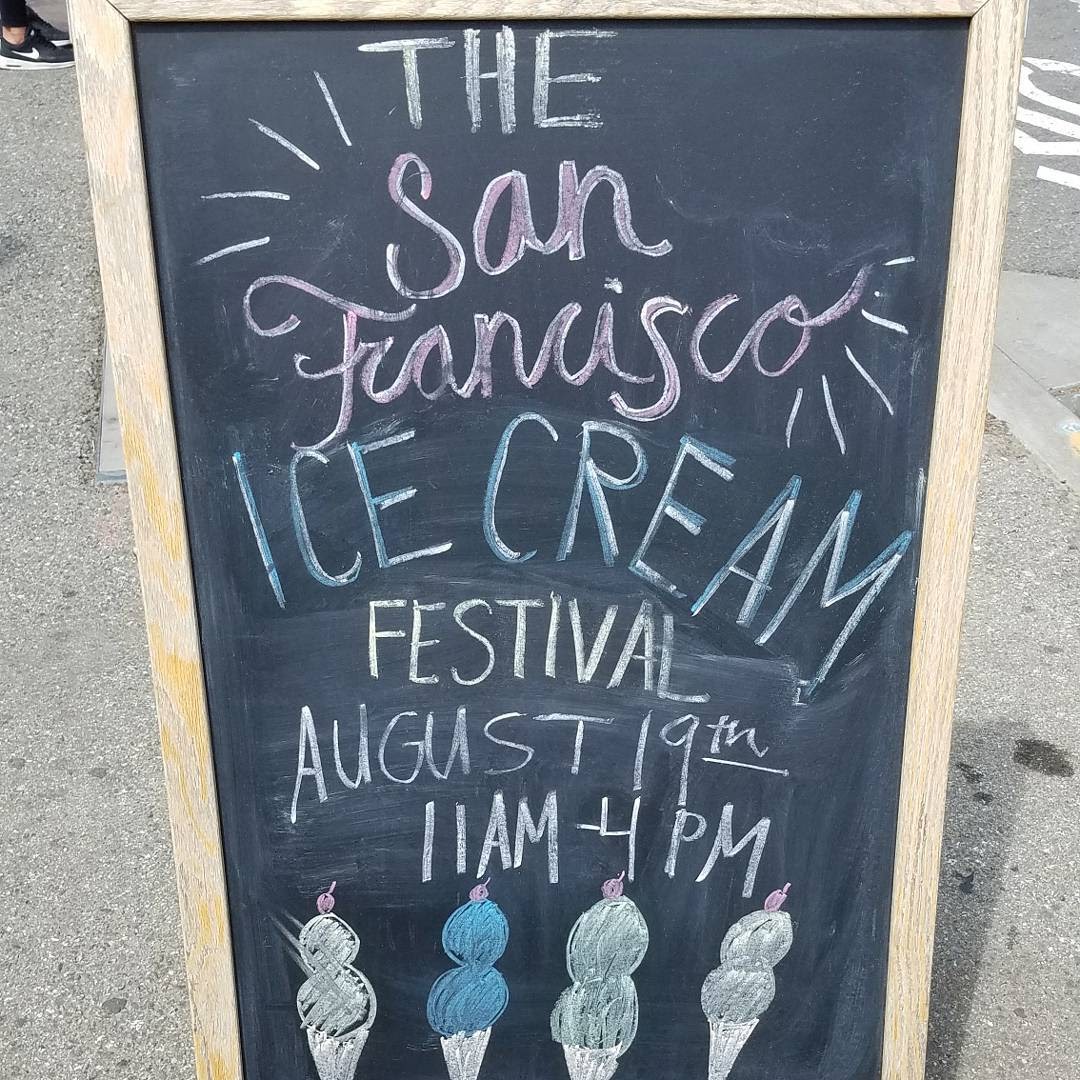 THE
San
Francisco
ICE CREAM
FESTIVAL
AUGUST 19th
11AM-4PM